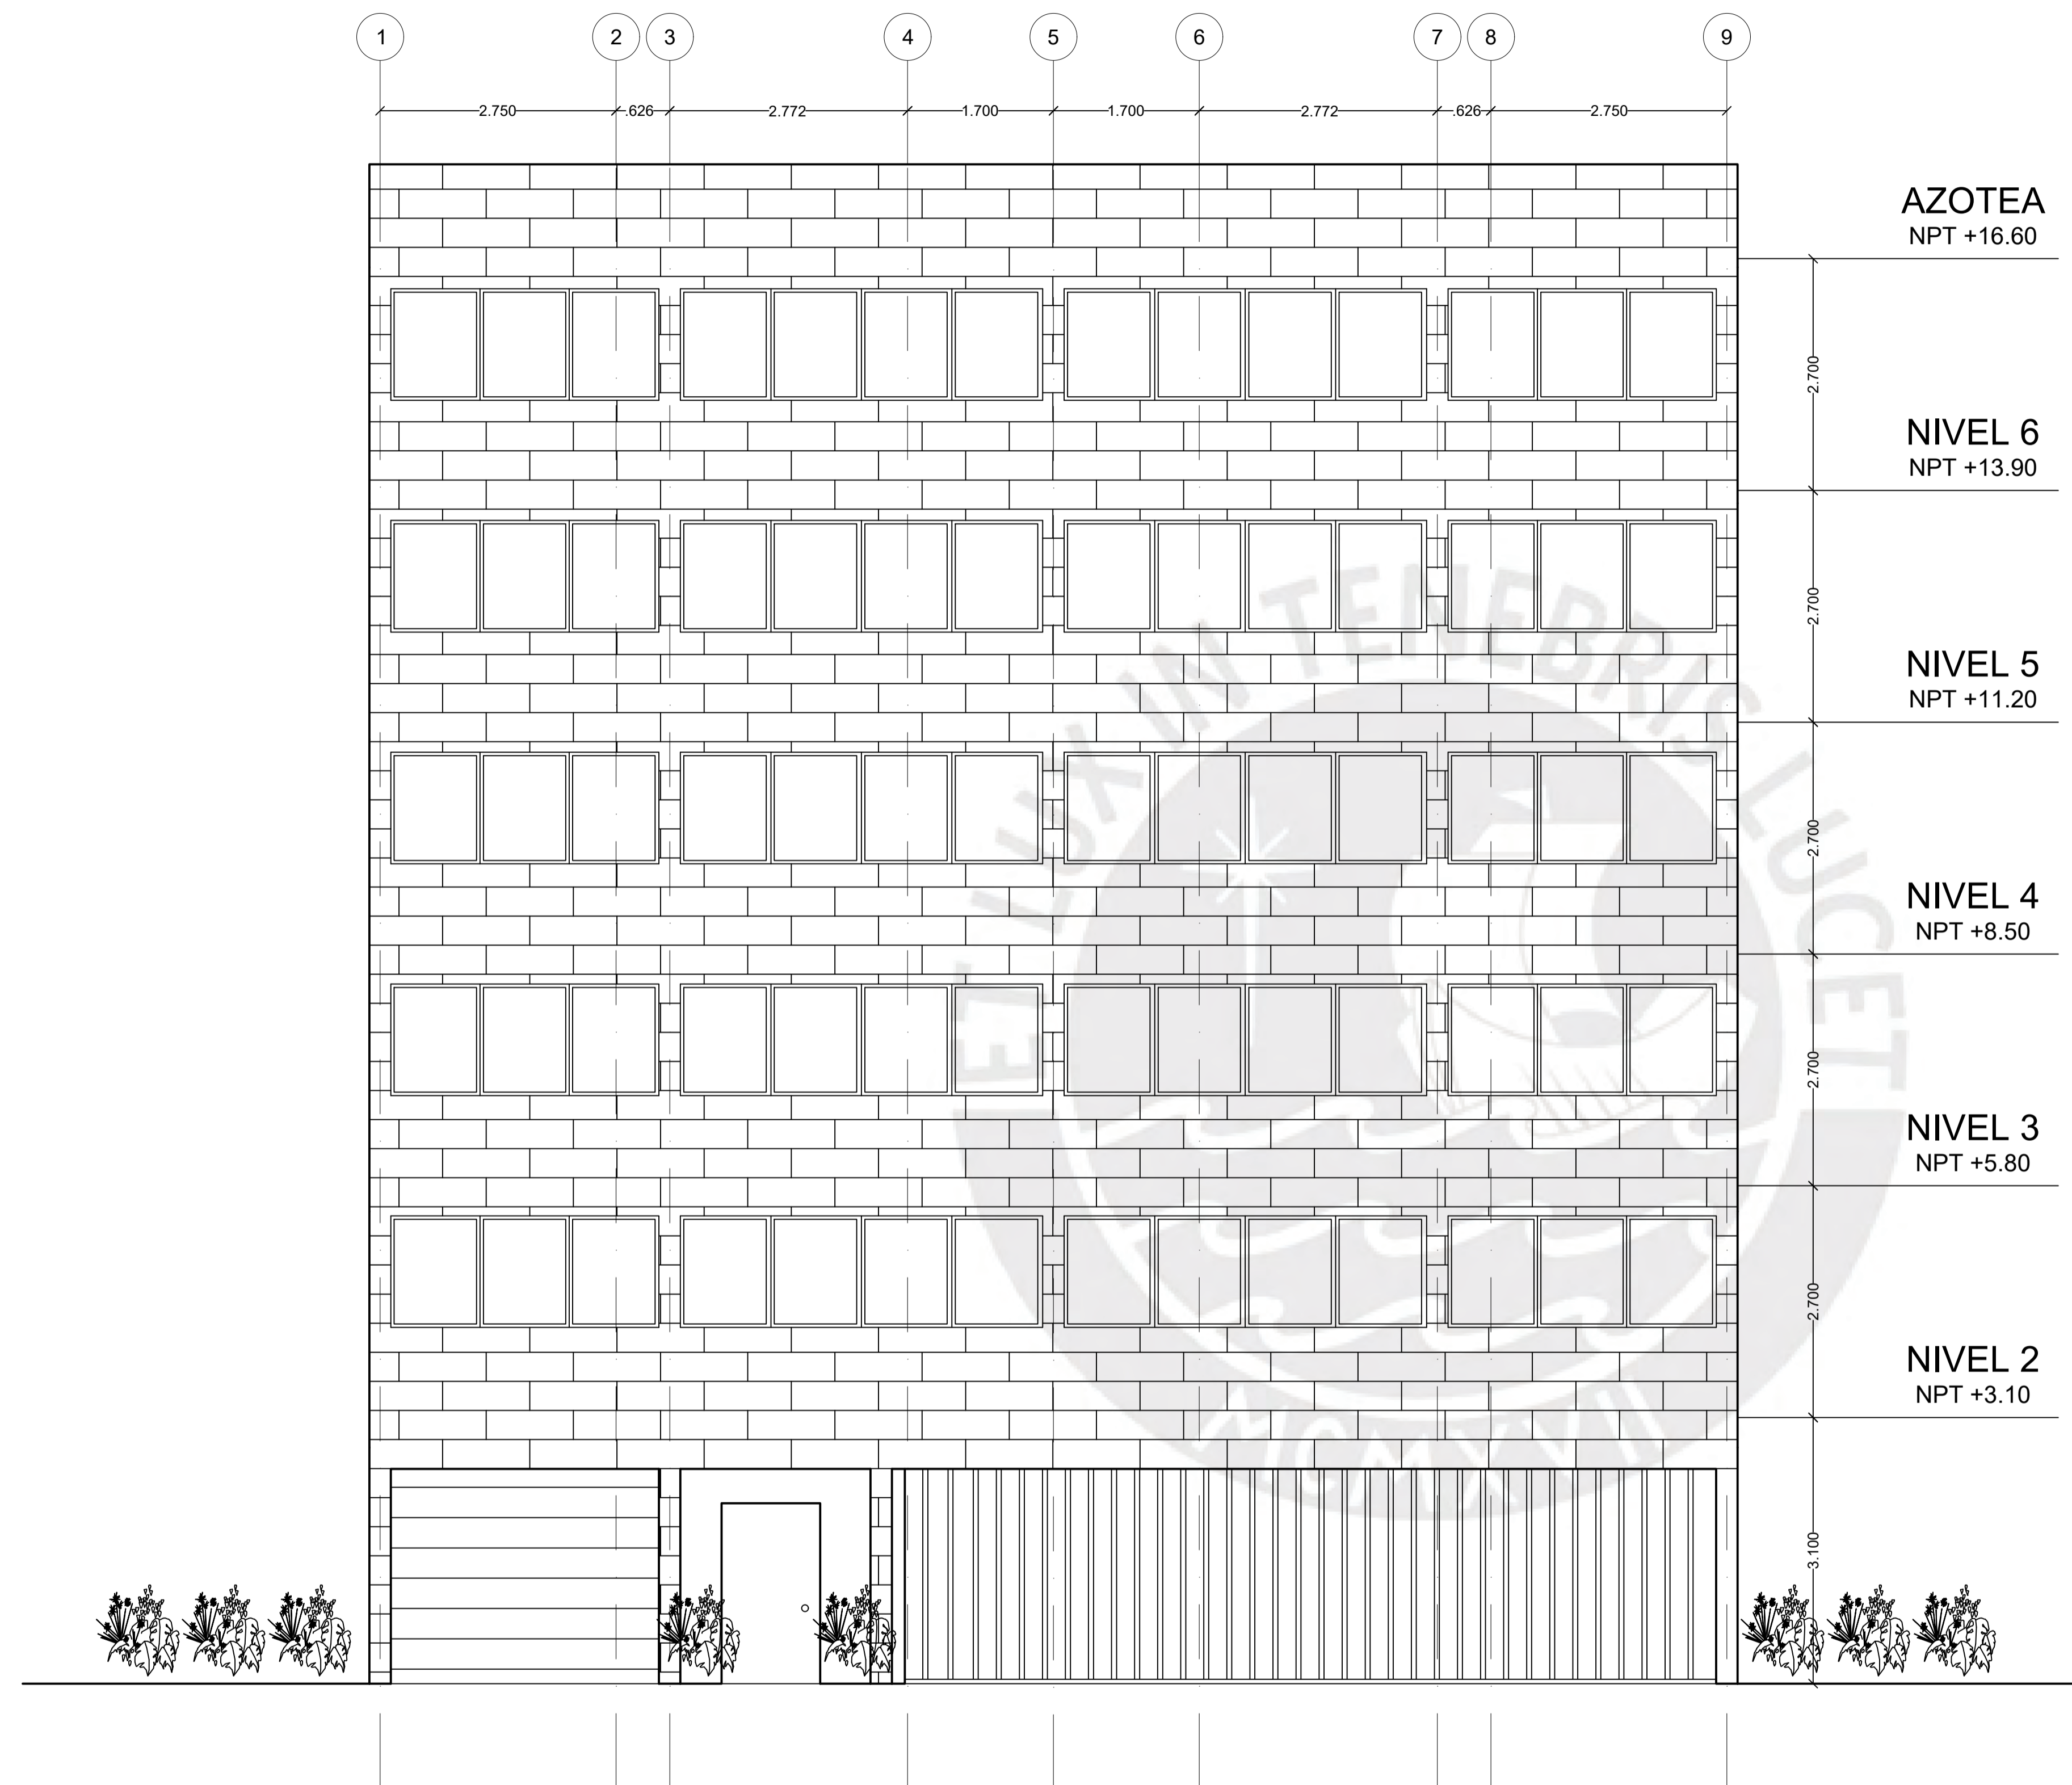 1 2 3 4 5 6 7 8 9
2.750 .626 2.772 1.700 1.700 2.772 .626 2.750
AZOTEA
NPT +16.60
2.700
NIVEL 6
NPT +13.90
2.700
NIVEL 5
NPT +11.20
2.700
NIVEL 4
NPT +8.50
2.700
NIVEL 3
NPT +5.80
2.700
NIVEL 2
NPT +3.10
3.100
ET LUX IN TENEBRIS LUCET
MCMXVII